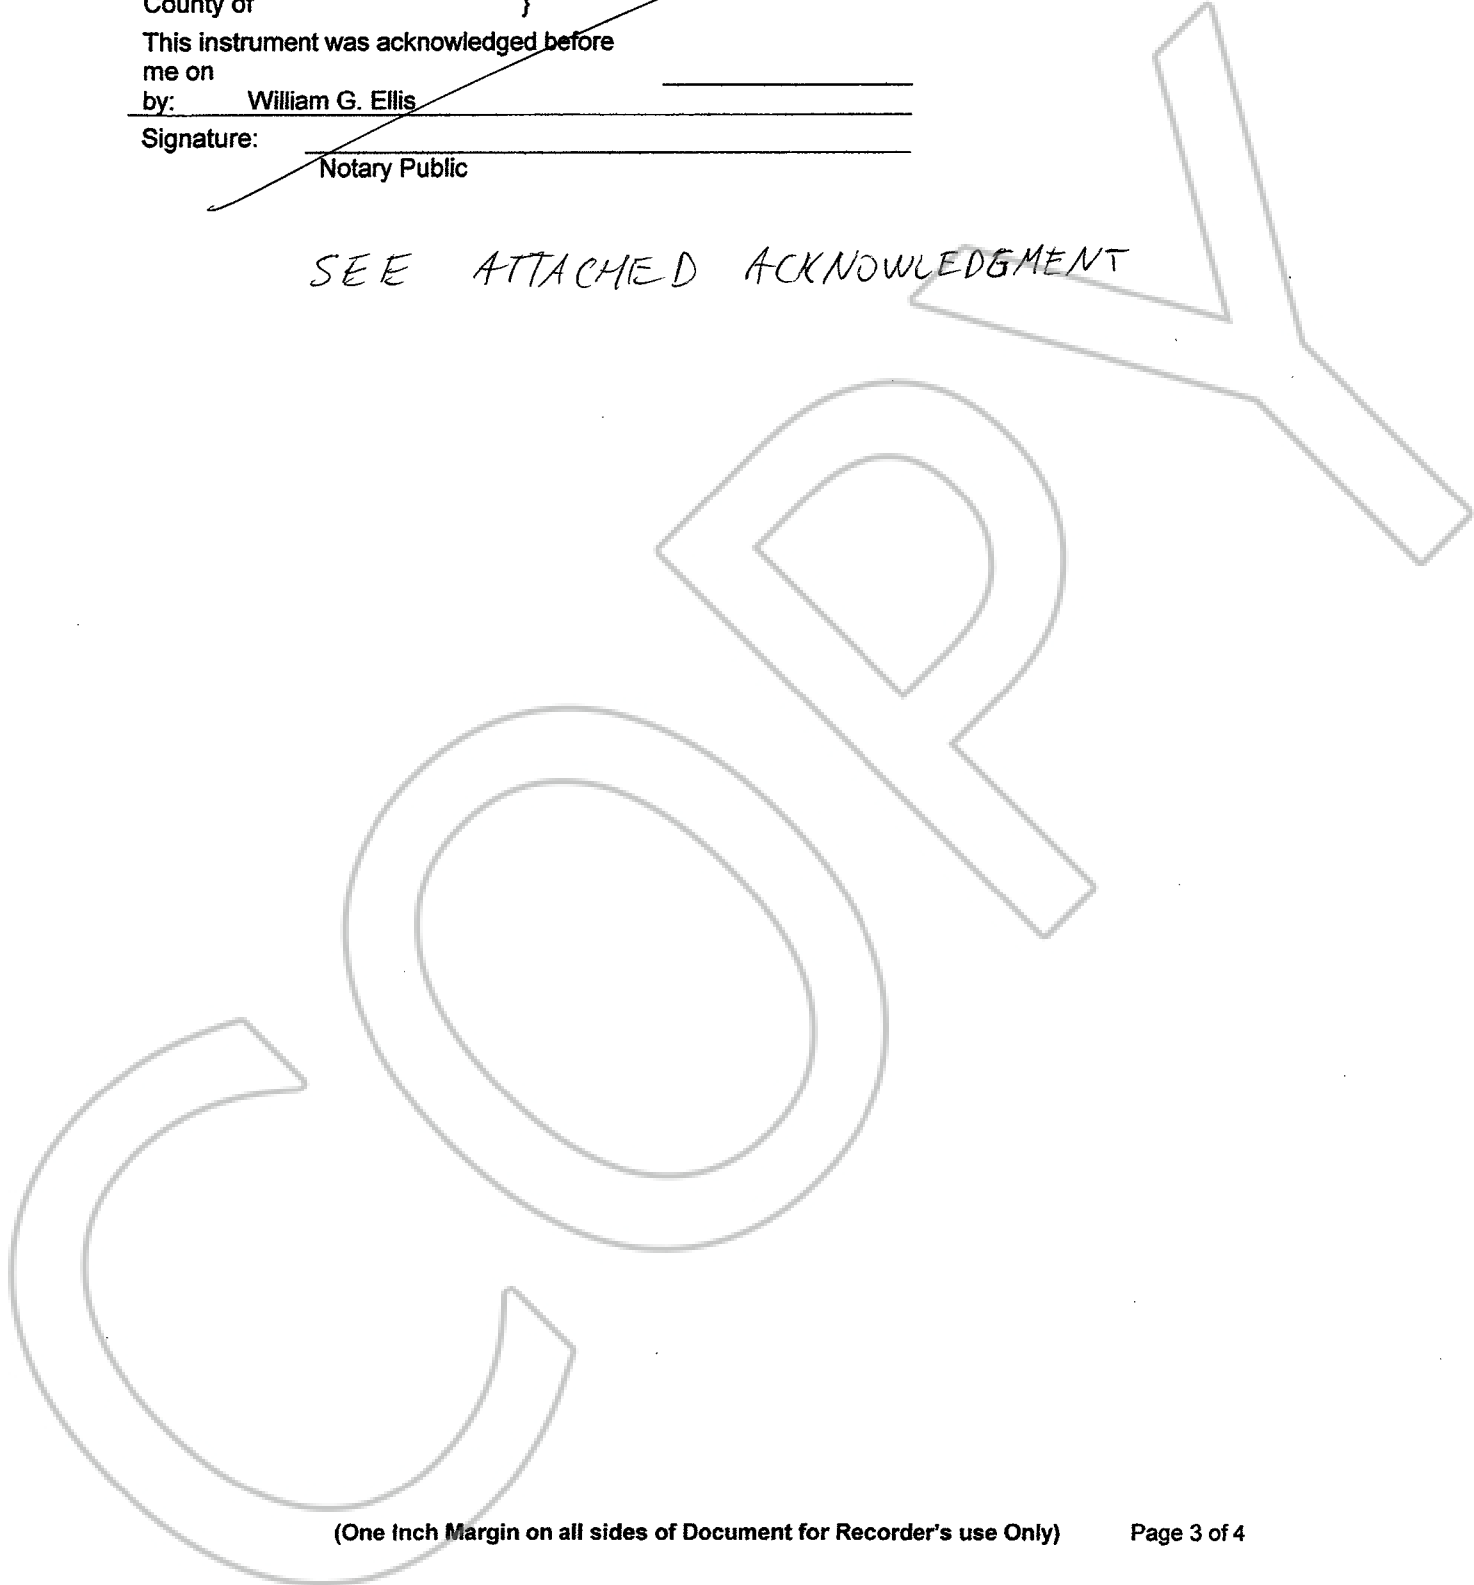 County of }
This instrument was acknowledged before
me on
by: William G. Ellis
Signature:
Notary Public
SEE ATTACHED ACKNOWLEDGMENT
COPY
(One Inch Margin on all sides of Document for Recorder's use Only) Page 3 of 4